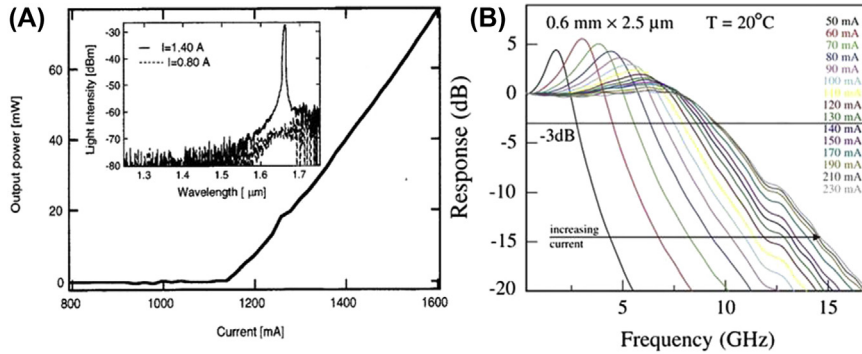 (A)
Output power [mW]
60
40
20
0
800
1000
1200
1400
1600
Current [mA]
Light Intensity [dBm]
-30
-40
-50
-60
-70
-80
I=1.40 A
I=0.80 A
1.3
1.4
1.5
1.6
1.7
Wavelength [ μm]
(B)
Response (dB)
0.6 mm × 2.5 μm T = 20°C
5
0
-5
-10
-15
-20
-3dB
increasing
current
5
10
15
Frequency (GHz)
50 mA
60 mA
70 mA
80 mA
90 mA
100 mA
110 mA
120 mA
130 mA
140 mA
150 mA
170 mA
190 mA
210 mA
230 mA